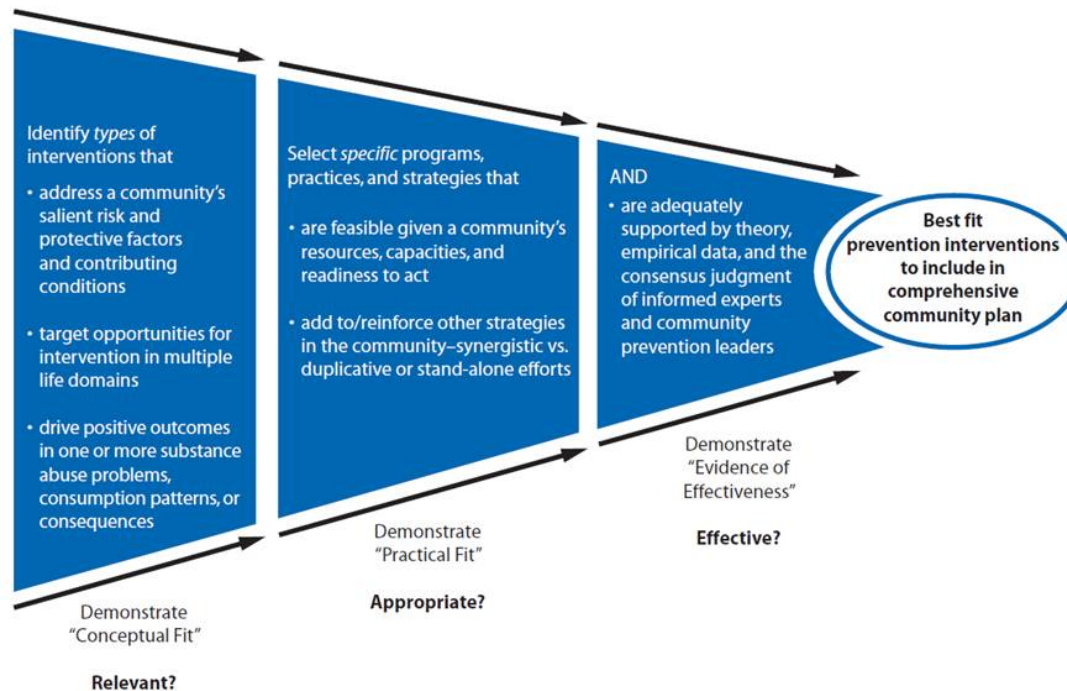 Identify types of
interventions that
• address a community's
salient risk and
protective factors
and contributing
conditions
• target opportunities for
intervention in multiple
life domains
• drive positive outcomes
in one or more substance
abuse problems,
consumption patterns, or
consequences
Demonstrate
"Conceptual Fit"
Relevant?
Select specific programs,
practices, and strategies that
• are feasible given a community's
resources, capacities, and
readiness to act
• add to/reinforce other strategies
in the community–synergistic vs.
duplicative or stand-alone efforts
Demonstrate
"Practical Fit"
Appropriate?
AND
• are adequately
supported by theory,
empirical data, and the
consensus judgment
of informed experts
and community
prevention leaders
Demonstrate
"Evidence of
Effectiveness"
Effective?
Best fit
prevention interventions
to include in
comprehensive
community plan